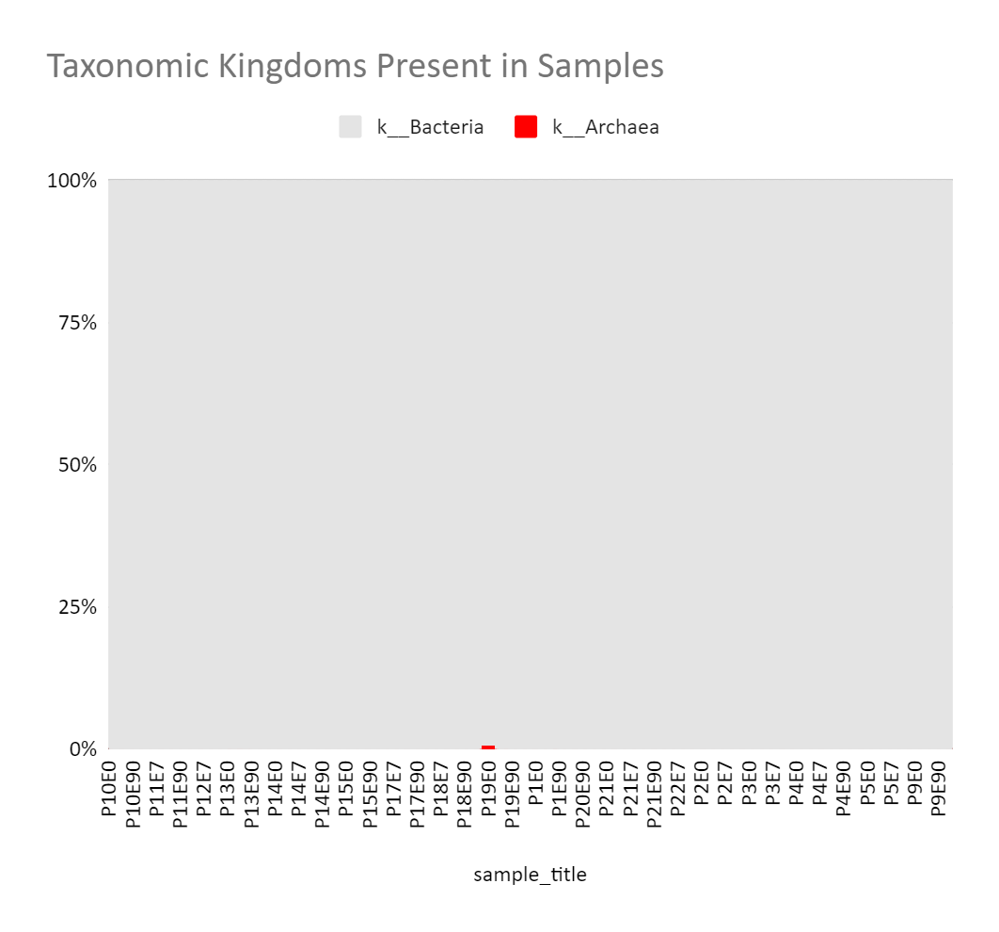 Taxonomic Kingdoms Present in Samples
k__Bacteria
k__Archaea
100%
75%
50%
25%
0%
P10E0
P10E90
P11E7
P11E90
P12E7
P13E0
P13E90
P14E0
P14E7
P14E90
P15E0
P15E90
P17E7
P17E90
P18E7
P18E90
P19E0
P19E90
P1E0
P1E90
P20E90
P21E0
P21E7
P21E90
P22E7
P2E0
P2E7
P3E0
P3E7
P4E0
P4E7
P4E90
P5E0
P5E7
P9E0
P9E90
sample_title